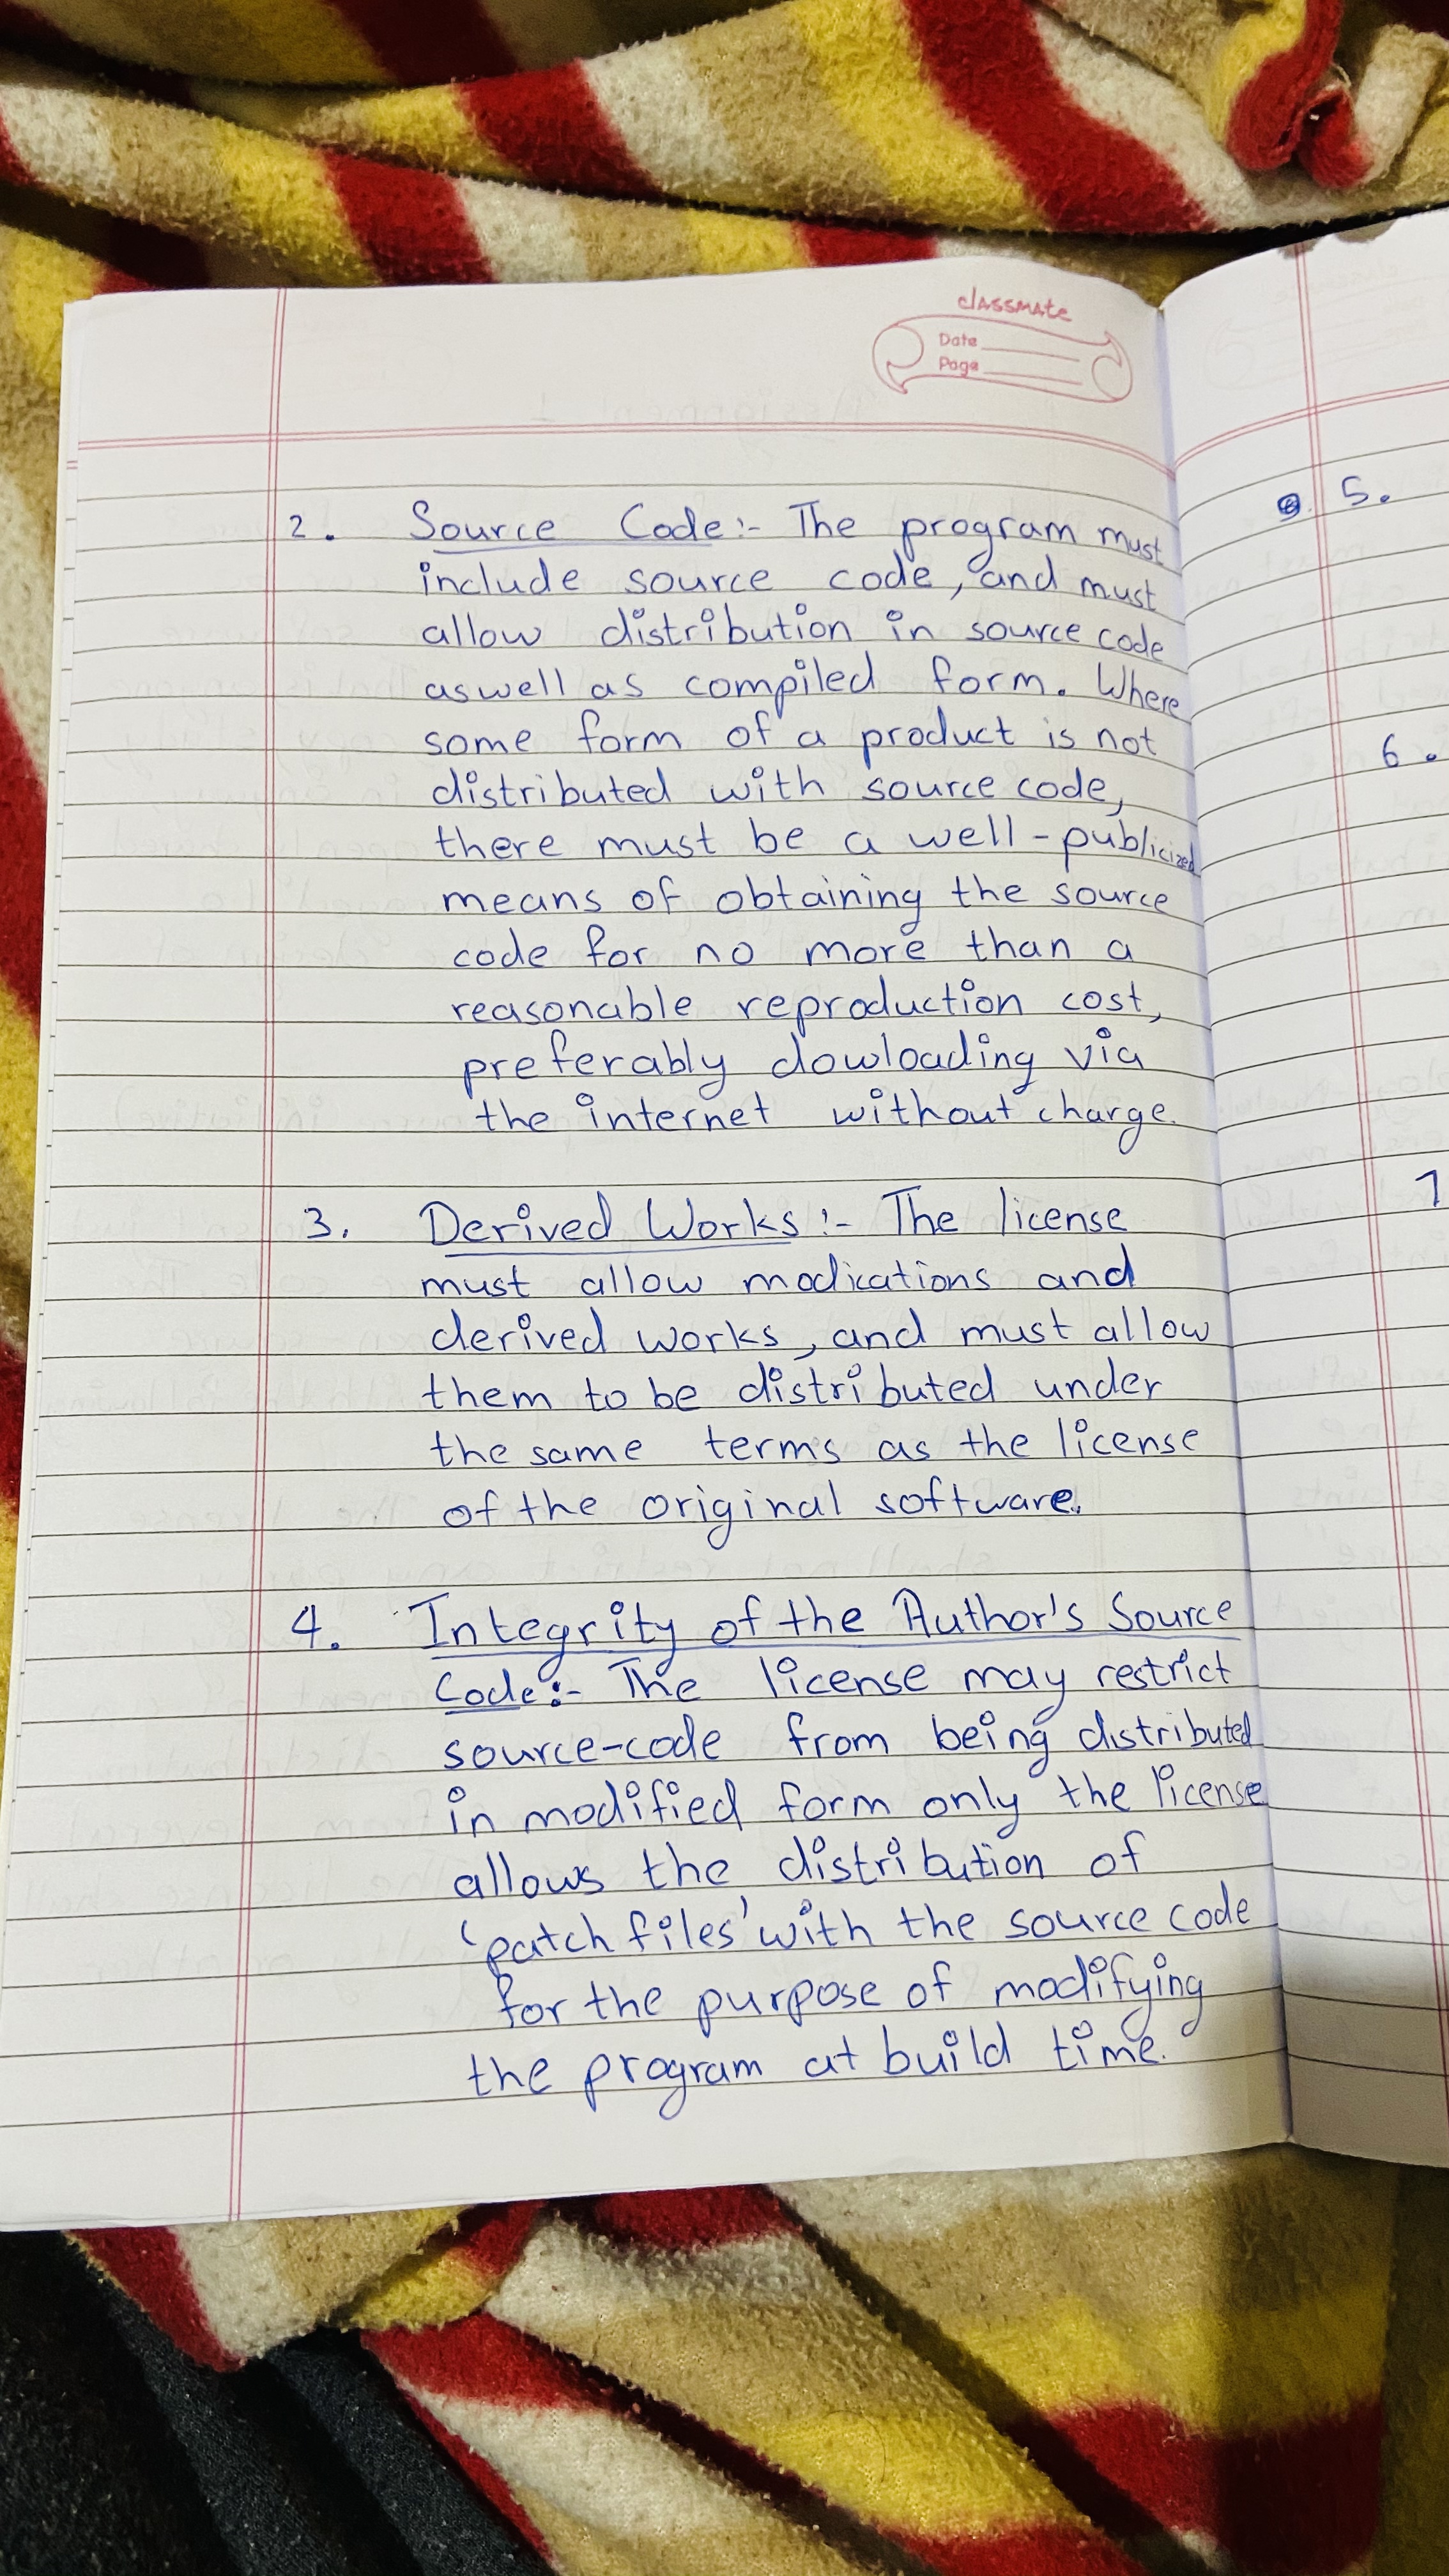 classmate
Date
Page
2. Source Code:- The program must
include source code, and must
allow distribution in source code
aswell as compiled form. Where
some form of a product is not
distributed with source code,
there must be a well-publicized
means of obtaining the source
code for no more than a
reasonable reproduction cost,
preferably dowloading via
the internet without charge.
3. Derived Works:- The license
must allow modications and
derived works, and must allow
them to be distributed under
the same terms as the license
of the original software.
4. Integrity of the Author's Source
Code:- The license may restrict
source-code from being distributed
in modified form only the license
allows the distribution of
'patch files' with the source code
for the purpose of modifying
the program at build time.
5.
6.
7